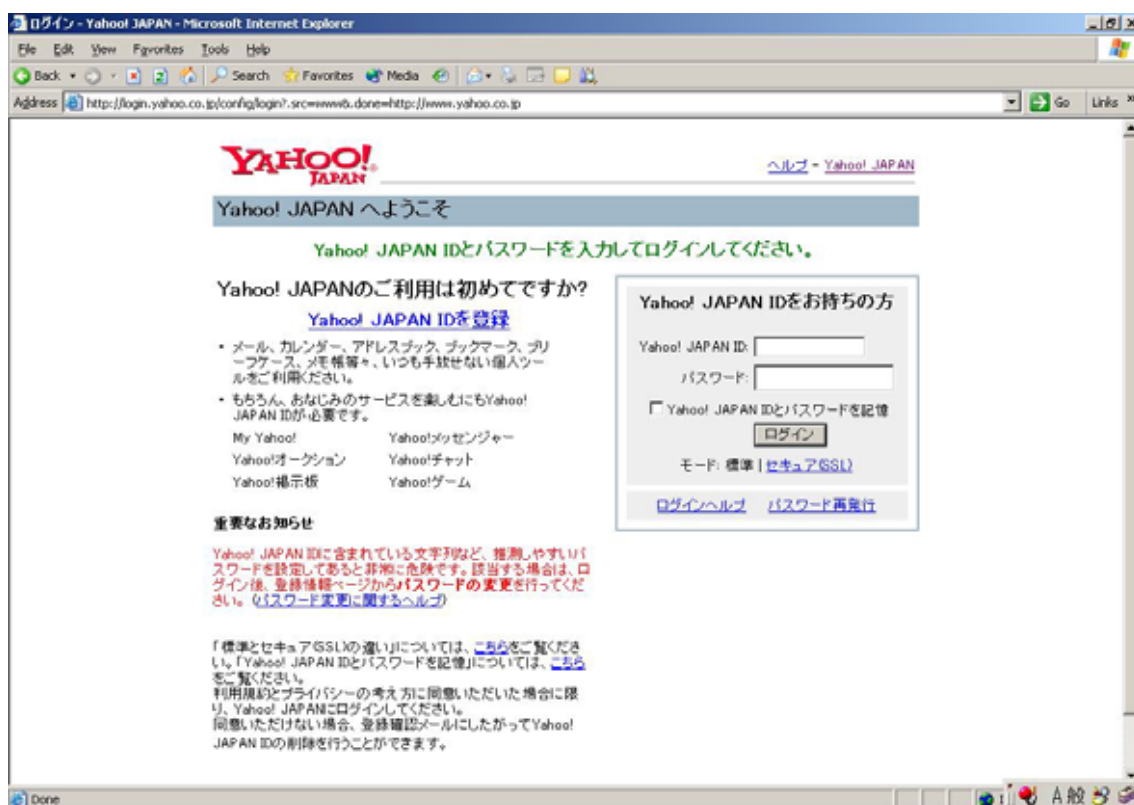 ログイン - Yahoo! JAPAN - Microsoft Internet Explorer
File Edit View Favorites Tools Help
Back Search Favorites Media
Address http://login.yahoo.co.jp/config/login?.src=www&.done=http://www.yahoo.co.jp Go Links
YAHOO! JAPAN
ヘルプ - Yahoo! JAPAN
Yahoo! JAPAN へようこそ
Yahoo! JAPAN IDとパスワードを入力してログインしてください。
Yahoo! JAPANのご利用は初めてですか?
Yahoo! JAPAN IDを登録
・メール、カレンダー、アドレスブック、ブックマーク、ブリ
ーフケース、メモ帳等々、いつも手放せない個人ツー
ルをご利用ください。
・もちろん、おなじみのサービスを楽しむにもYahoo!
JAPAN IDが必要です。
My Yahoo! Yahoo!メッセンジャー
Yahoo!オークション Yahoo!チャット
Yahoo!掲示板 Yahoo!ゲーム
重要なお知らせ
Yahoo! JAPAN IDに含まれている文字列など、推測しやすいパ
スワードを設定してあると非常に危険です。該当する場合は、ロ
グイン後、登録情報ページからパスワードの変更を行ってくだ
さい。(パスワード変更に関するヘルプ)
「標準とセキュア(SSL)の違い」については、こちらをご覧くださ
い。「Yahoo! JAPAN IDとパスワードを記憶」については、こちら
をご覧ください。
利用規約とプライバシーの考え方に同意いただいた場合に限
り、Yahoo! JAPANにログインしてください。
同意いただけない場合、登録確認メールにしたがってYahoo!
JAPAN IDの削除を行うことができます。
Yahoo! JAPAN IDをお持ちの方
Yahoo! JAPAN ID:
パスワード:
Yahoo! JAPAN IDとパスワードを記憶
ログイン
モード: 標準 | セキュア(SSL)
ログインヘルプ パスワード再発行
Done
A 般